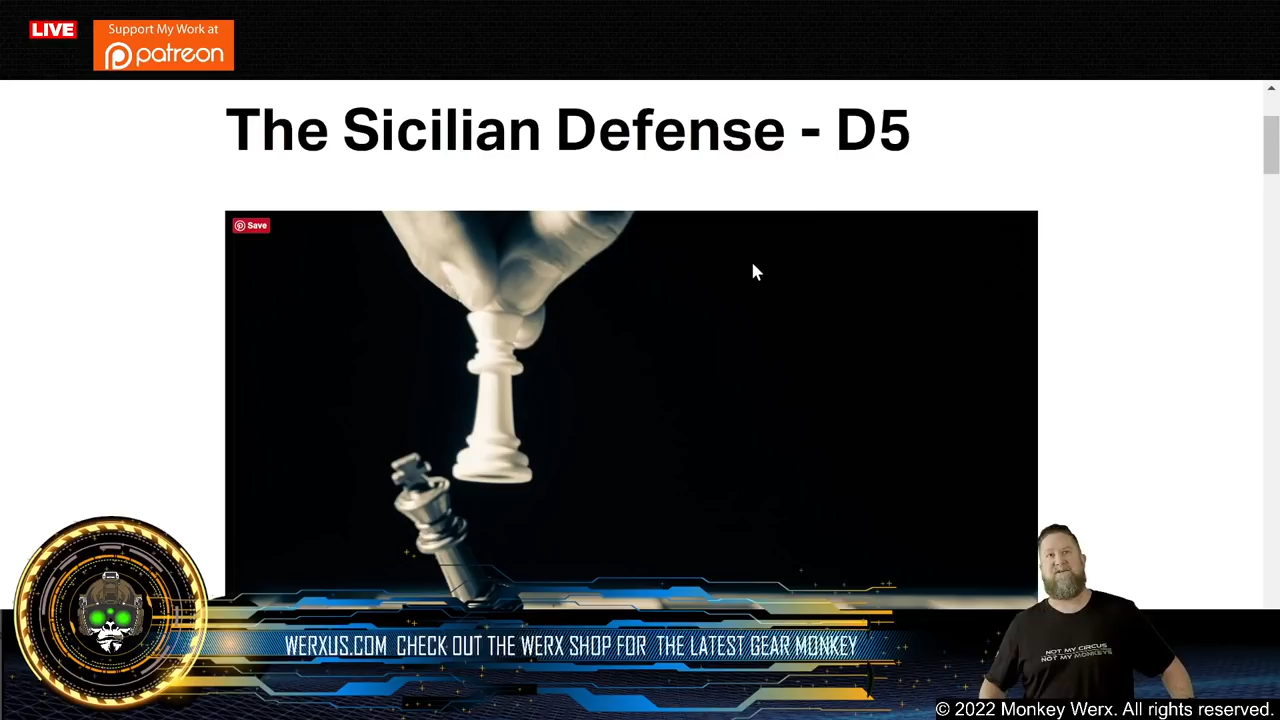 LIVE
Support My Work at
patreon
The Sicilian Defense - D5
Save
WERXUS.COM CHECK OUT THE WERX SHOP FOR THE LATEST GEAR MONKEY
NOT MY CIRCUS
NOT MY MONKEYS
© 2022 Monkey Werx. All rights reserved.